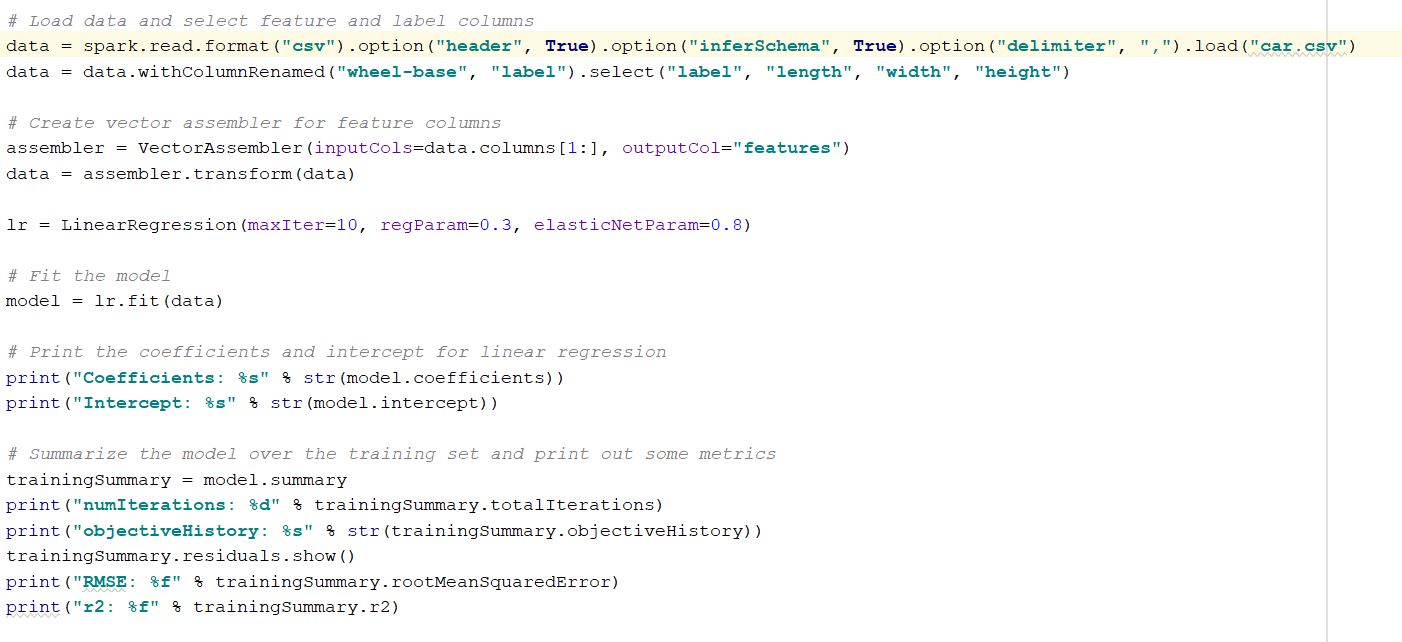 # Load data and select feature and label columns
data = spark.read.format("csv").option("header", True).option("inferSchema", True).option("delimiter", ",").load("car.csv")
data = data.withColumnRenamed("wheel-base", "label").select("label", "length", "width", "height")
# Create vector assembler for feature columns
assembler = VectorAssembler(inputCols=data.columns[1:], outputCol="features")
data = assembler.transform(data)
lr = LinearRegression(maxIter=10, regParam=0.3, elasticNetParam=0.8)
# Fit the model
model = lr.fit(data)
# Print the coefficients and intercept for linear regression
print("Coefficients: %s" % str(model.coefficients))
print("Intercept: %s" % str(model.intercept))
# Summarize the model over the training set and print out some metrics
trainingSummary = model.summary
print("numIterations: %d" % trainingSummary.totalIterations)
print("objectiveHistory: %s" % str(trainingSummary.objectiveHistory))
trainingSummary.residuals.show()
print("RMSE: %f" % trainingSummary.rootMeanSquaredError)
print("r2: %f" % trainingSummary.r2)